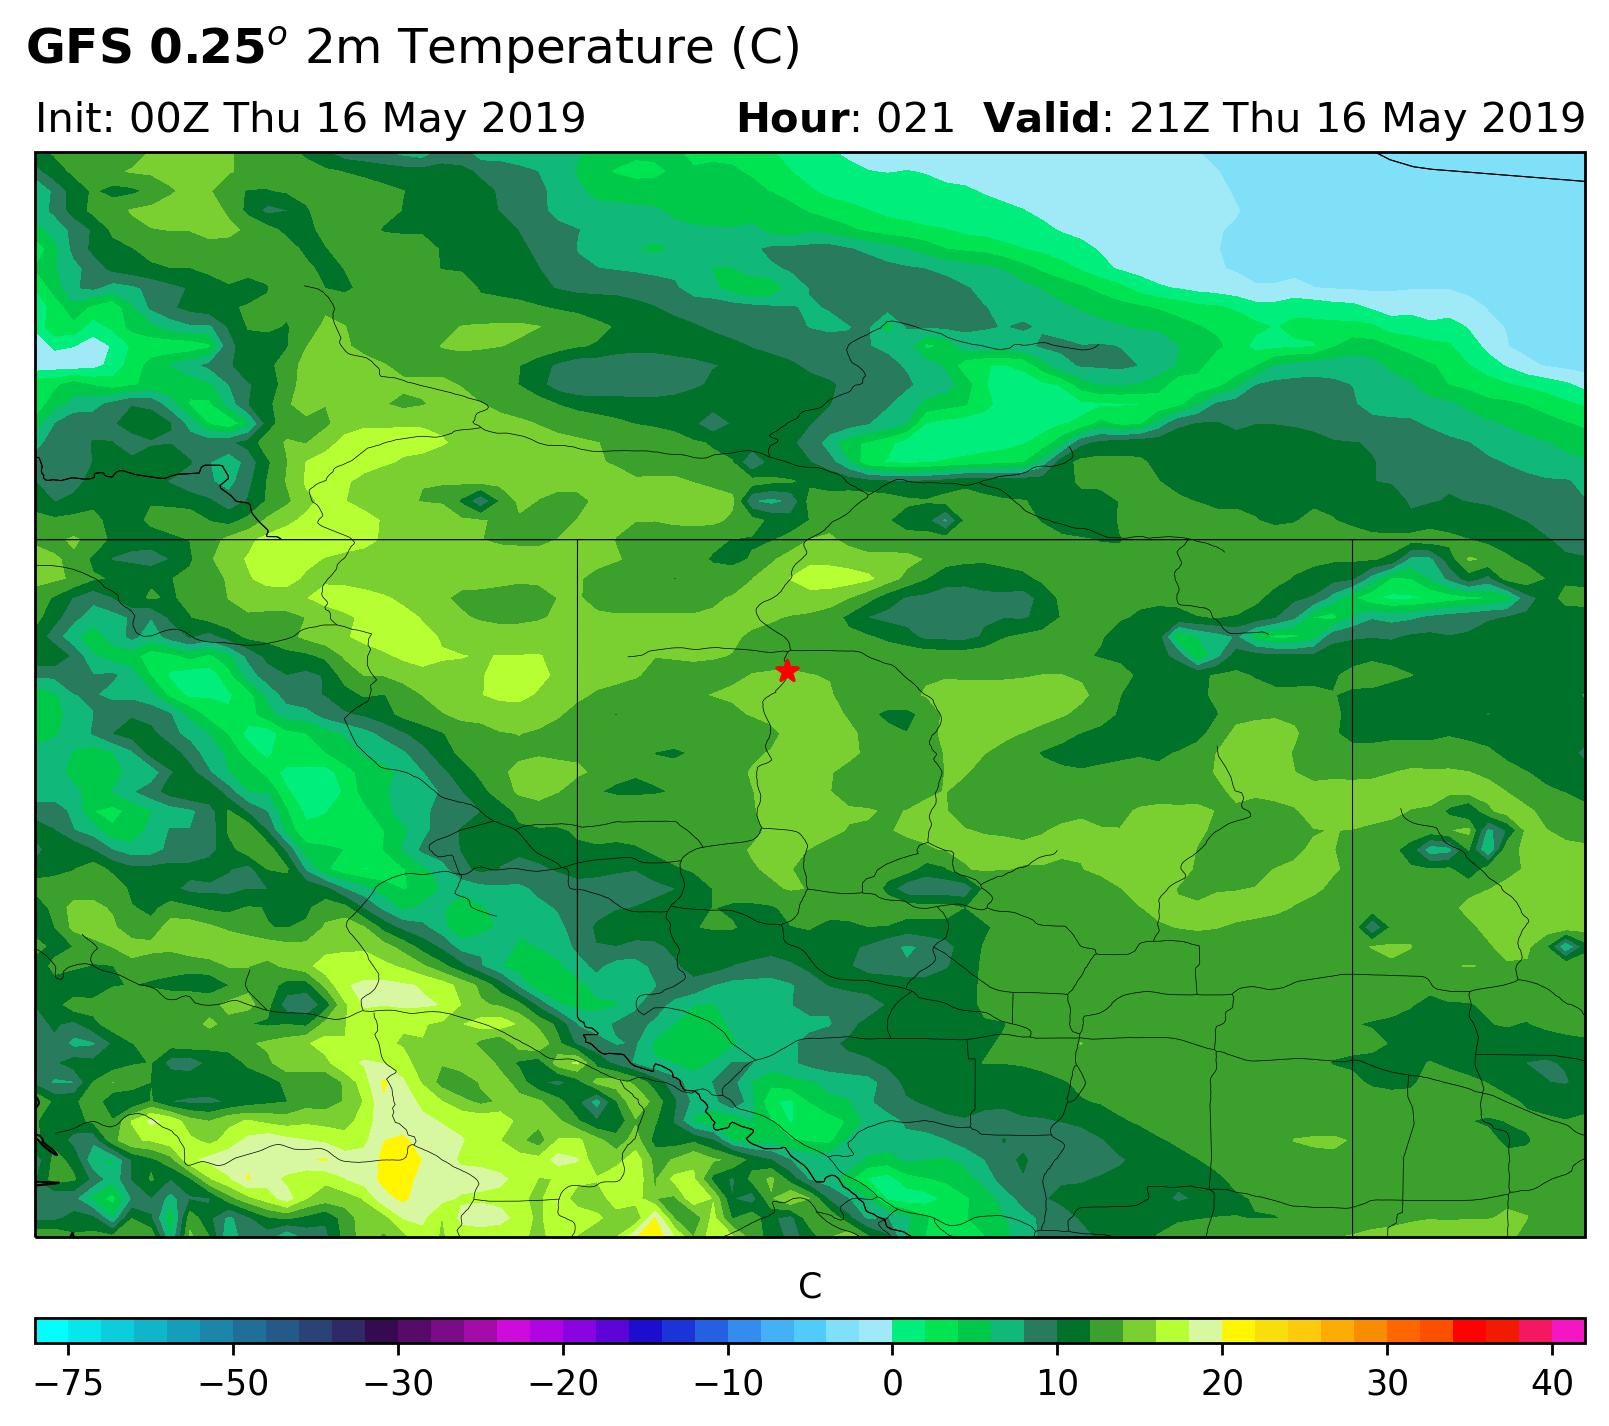 GFS 0.25° 2m Temperature (C)
Init: 00Z Thu 16 May 2019 Hour: 021 Valid: 21Z Thu 16 May 2019
C
−75 −50 −30 −20 −10 0 10 20 30 40